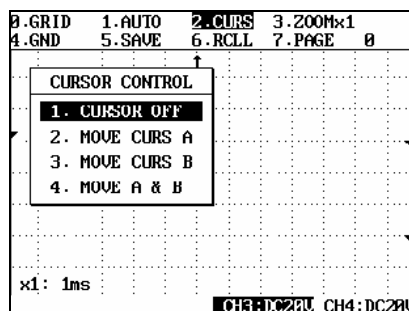 0.GRID 1.AUTO 2.CURS 3.ZOOMx1
4.GND 5.SAVE 6.RCLL 7.PAGE 0
CURSOR CONTROL
1. CURSOR OFF
2. MOVE CURS A
3. MOVE CURS B
4. MOVE A & B
x1: 1ms
CH3:DC20V CH4:DC20V